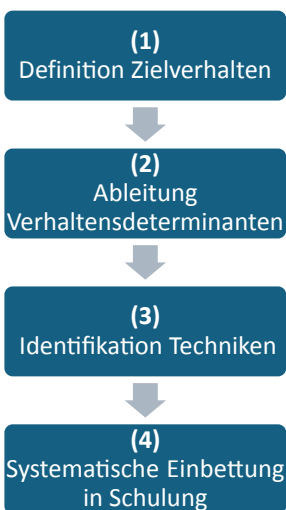 (1)
Definition Zielverhalten
(2)
Ableitung
Verhaltensdeterminanten
(3)
Identifikation Techniken
(4)
Systematische Einbettung
in Schulung